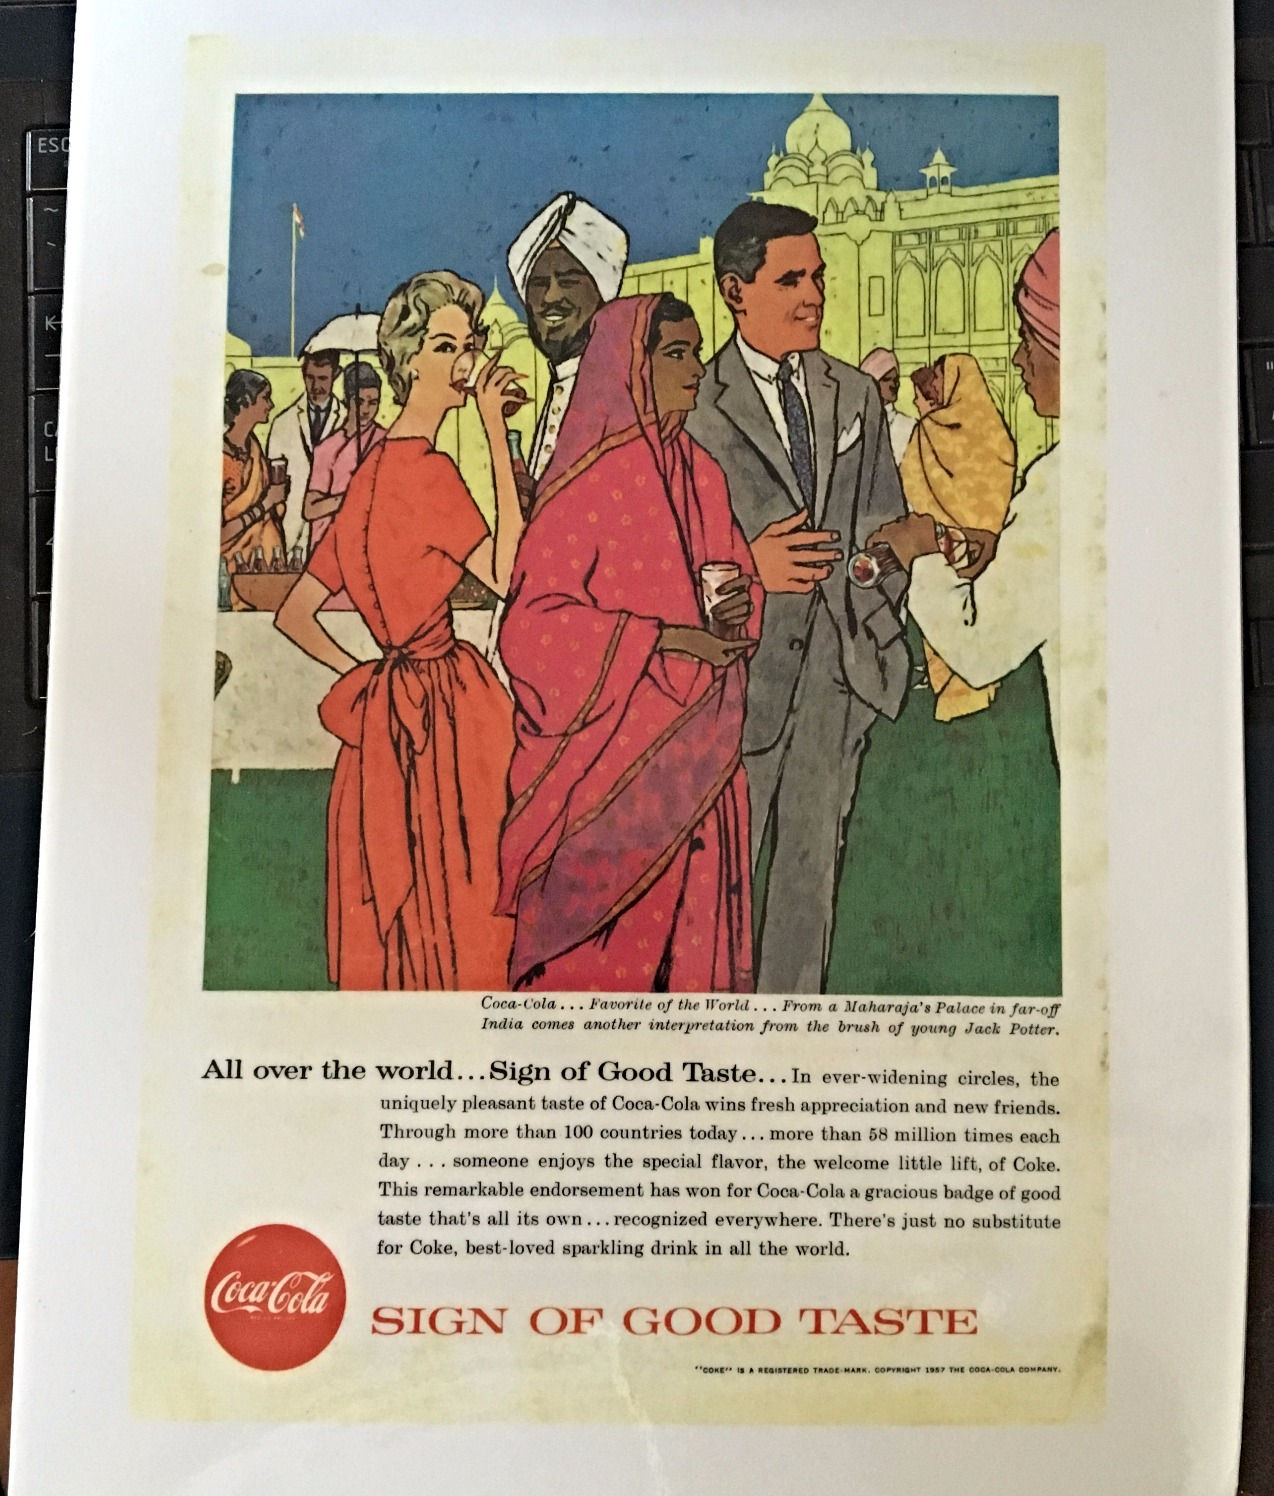 ESC
Coca-Cola... Favorite of the World... From a Maharaja's Palace in far-off
India comes another interpretation from the brush of young Jack Potter.
All over the world...Sign of Good Taste...In ever-widening circles, the
uniquely pleasant taste of Coca-Cola wins fresh appreciation and new friends.
Through more than 100 countries today...more than 58 million times each
day . . . someone enjoys the special flavor, the welcome little lift, of Coke.
This remarkable endorsement has won for Coca-Cola a gracious badge of good
taste that's all its own...recognized everywhere. There's just no substitute
for Coke, best-loved sparkling drink in all the world.
Coca-Cola
SIGN OF GOOD TASTE
"COKE" IS A REGISTERED TRADE-MARK. COPYRIGHT 1957 THE COCA-COLA COMPANY.